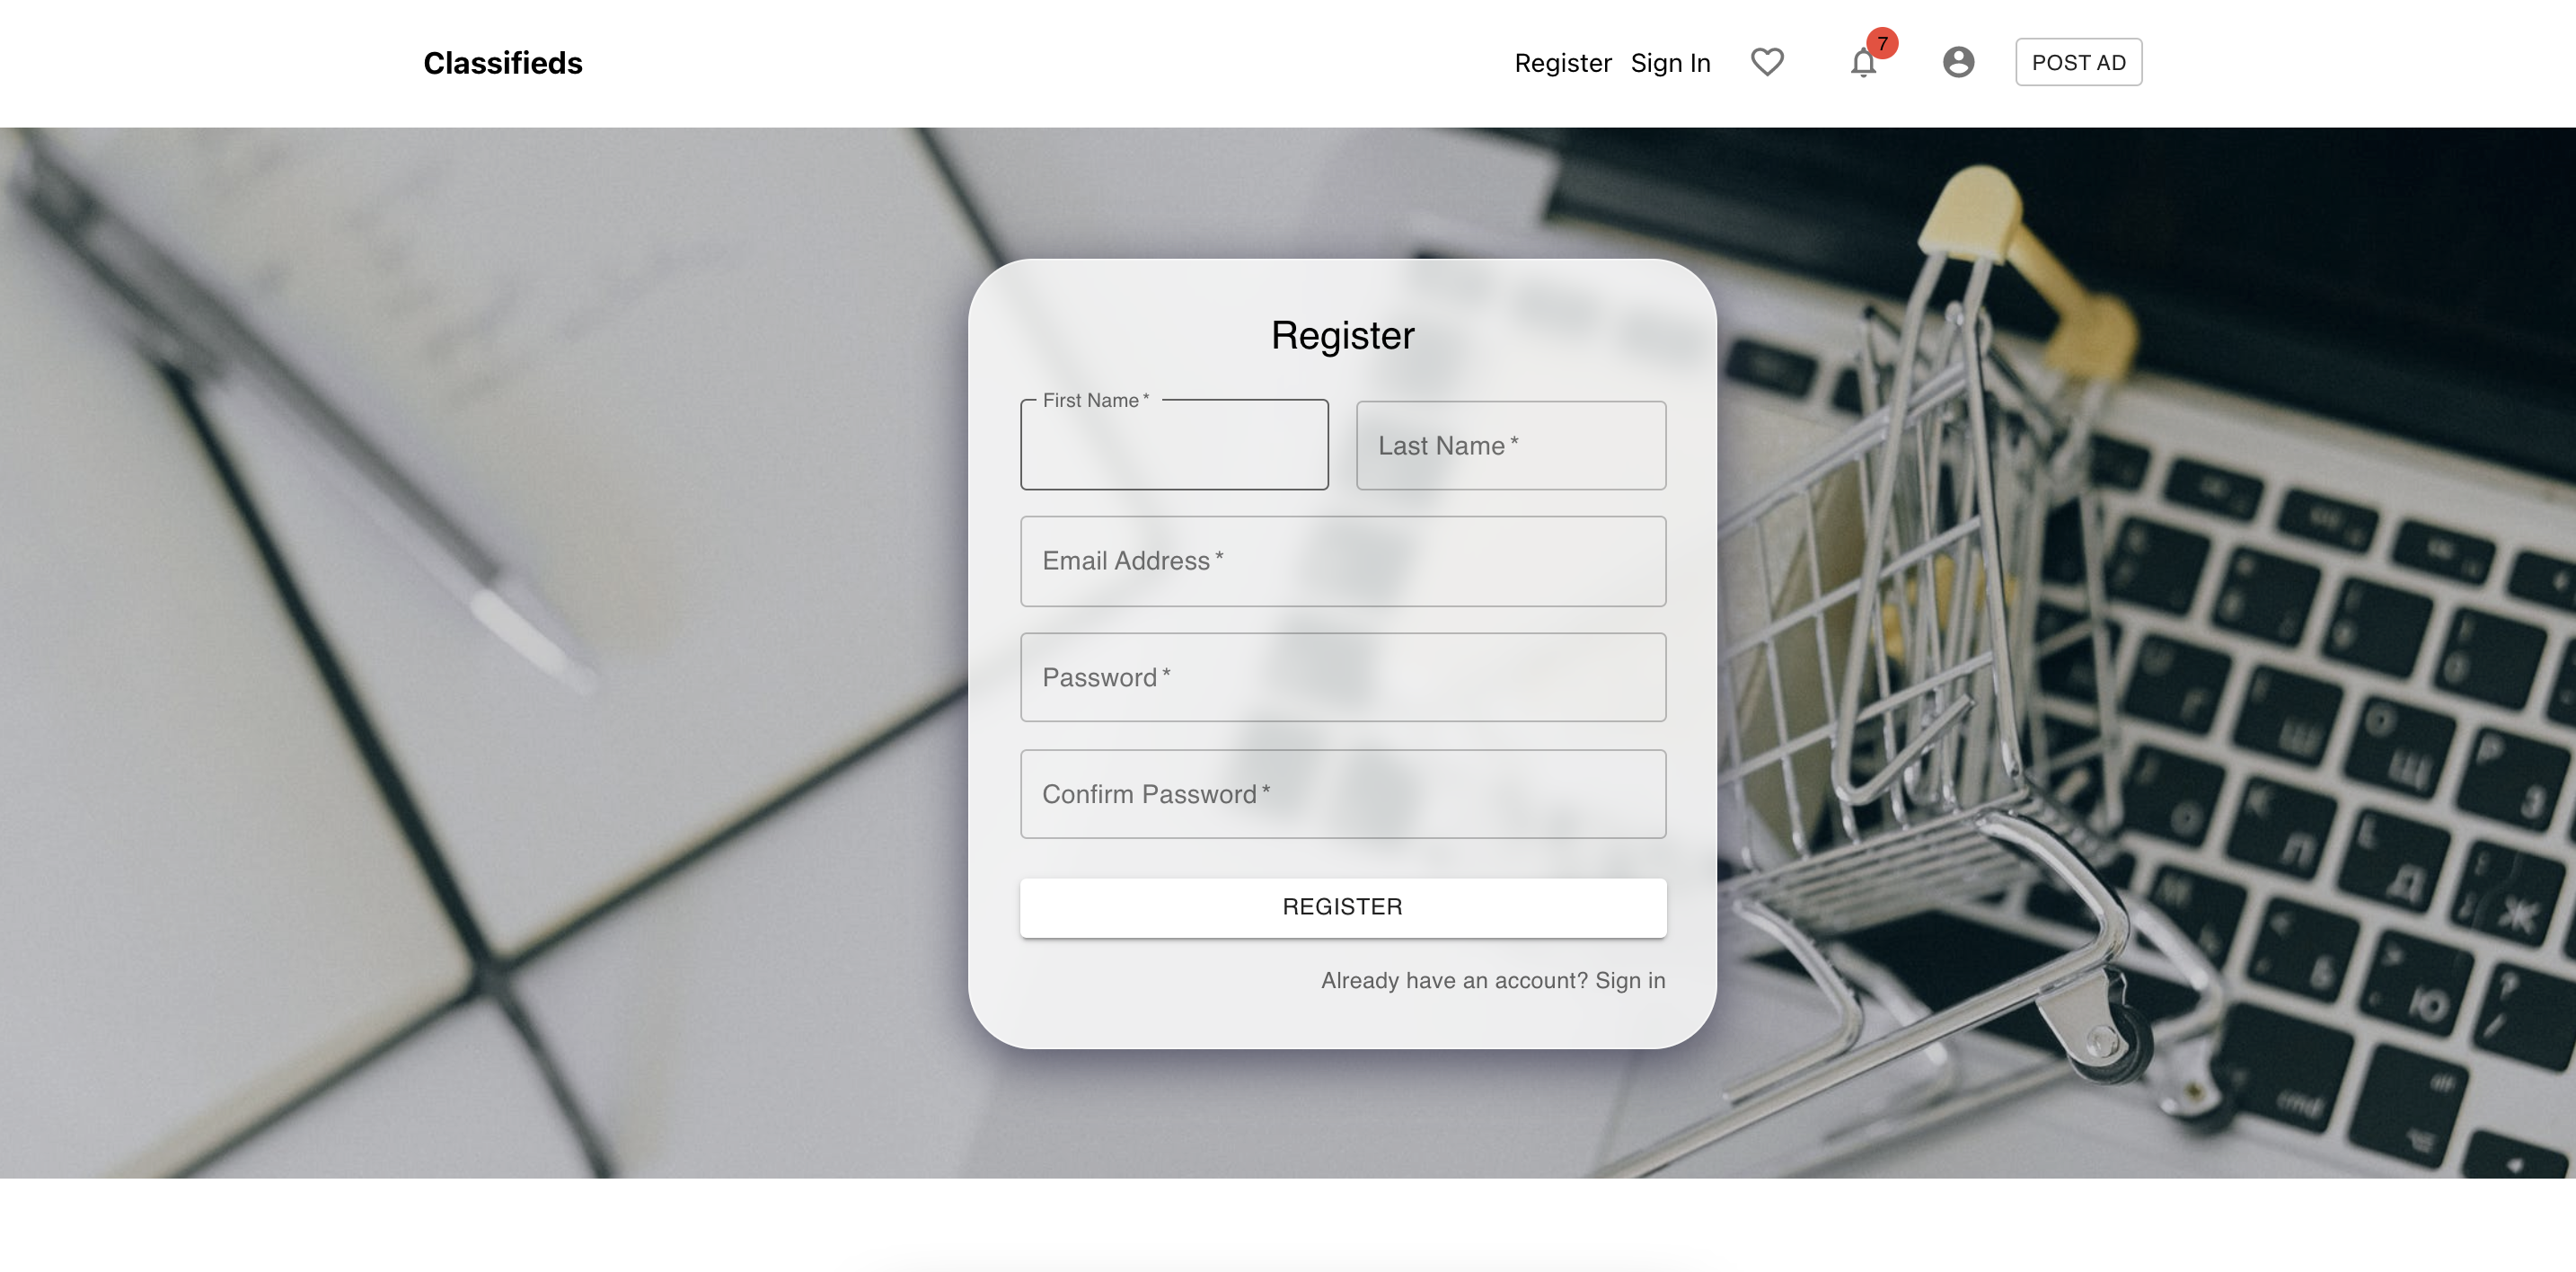 Classifieds
Register Sign In 7 POST AD
Register
First Name *
Last Name *
Email Address *
Password *
Confirm Password *
REGISTER
Already have an account? Sign in
cmd